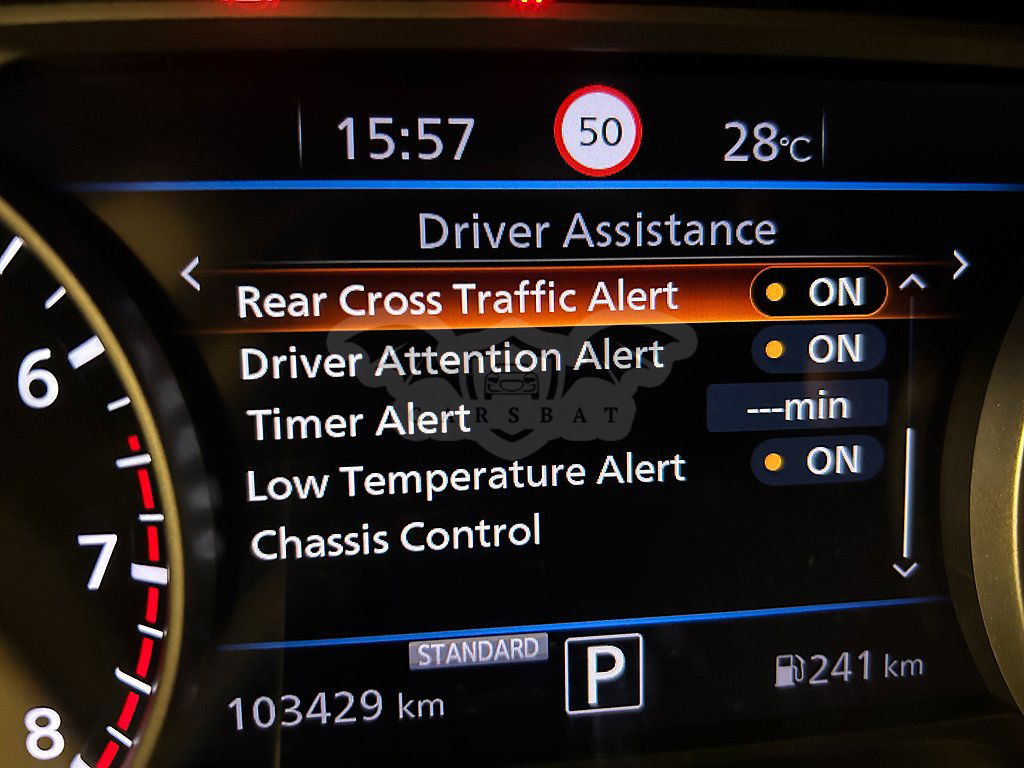 15:57 50 28°C
Driver Assistance
Rear Cross Traffic Alert ON
Driver Attention Alert ON
Timer Alert ---min
CARSBAT
Low Temperature Alert ON
Chassis Control
6
7
8
STANDARD
P
103429 km
241 km